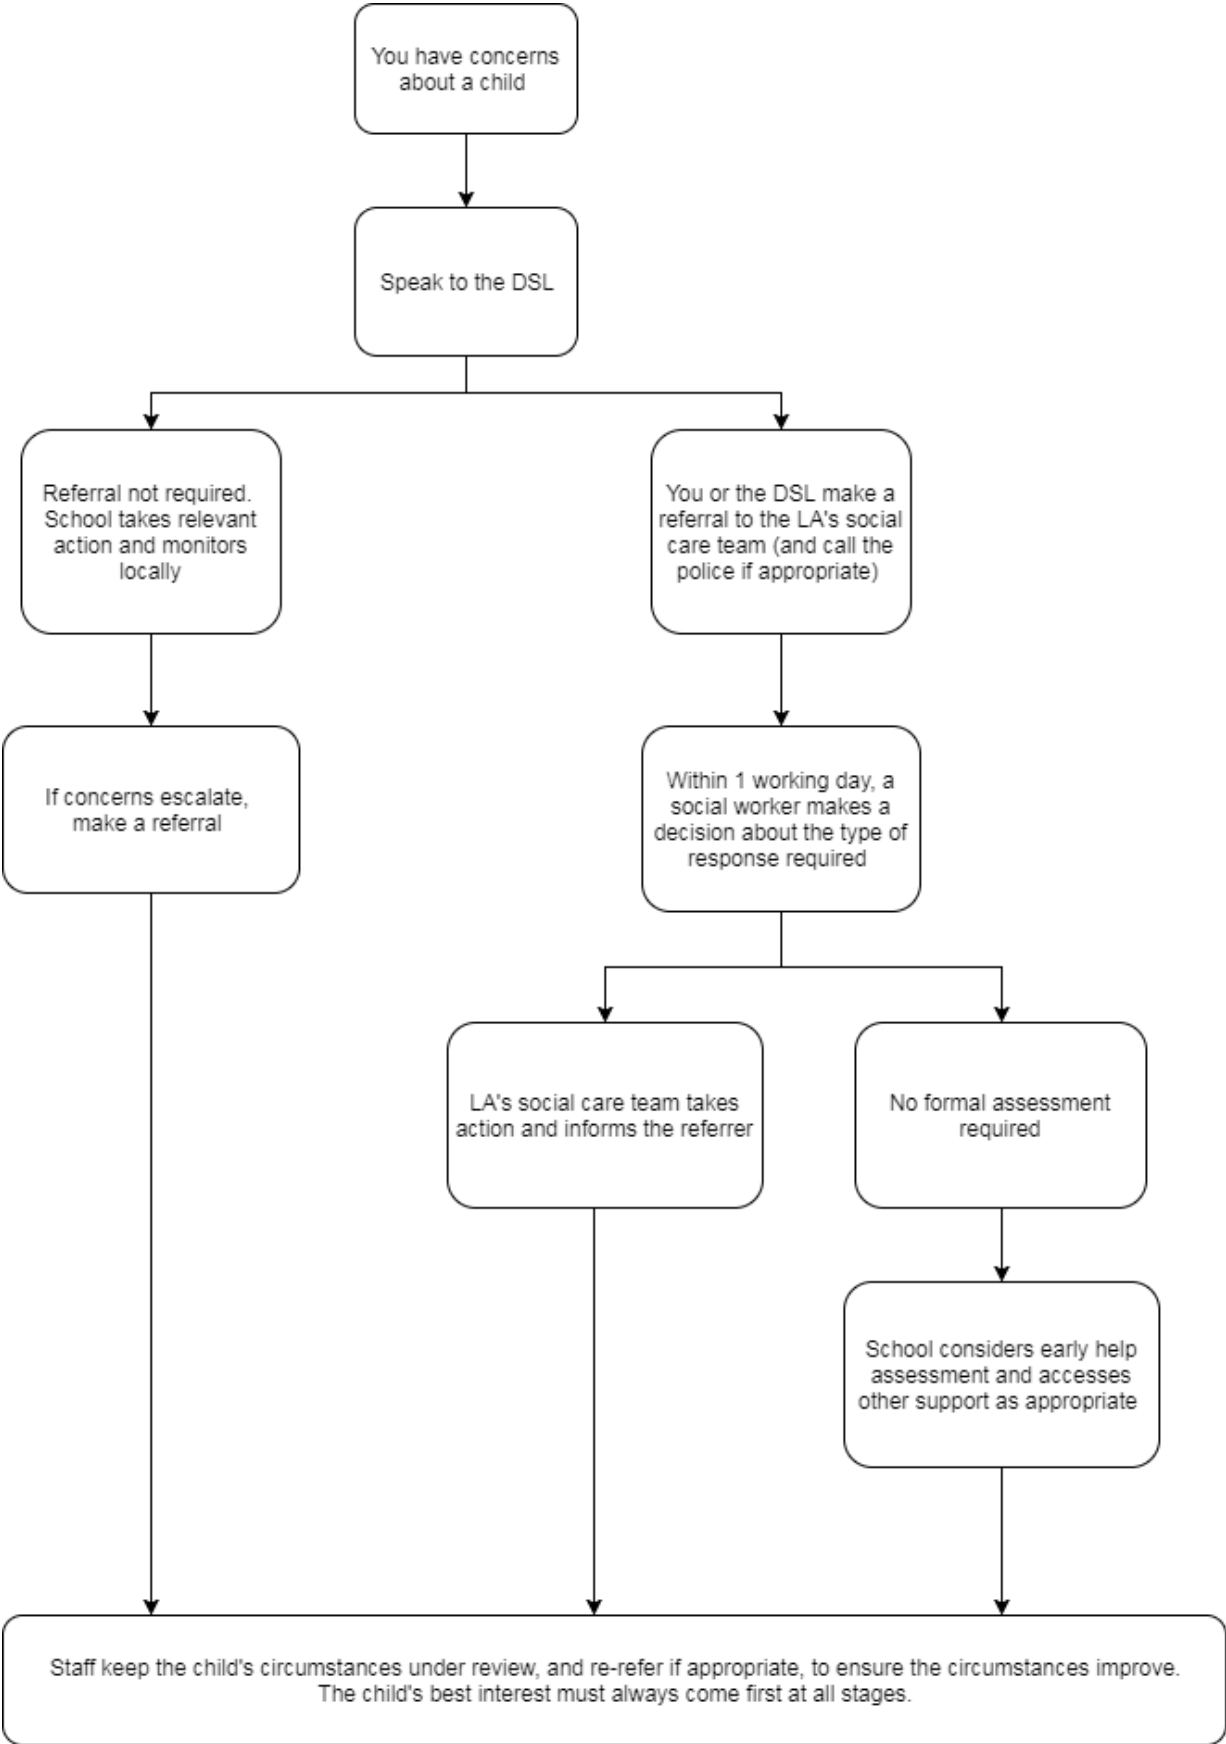 You have concerns
about a child
Speak to the DSL
Referral not required.
School takes relevant
action and monitors
locally
You or the DSL make a
referral to the LA's social
care team (and call the
police if appropriate)
If concerns escalate,
make a referral
Within 1 working day, a
social worker makes a
decision about the type of
response required
LA's social care team takes
action and informs the referrer
No formal assessment
required
School considers early help
assessment and accesses
other support as appropriate
Staff keep the child's circumstances under review, and re-refer if appropriate, to ensure the circumstances improve.
The child's best interest must always come first at all stages.